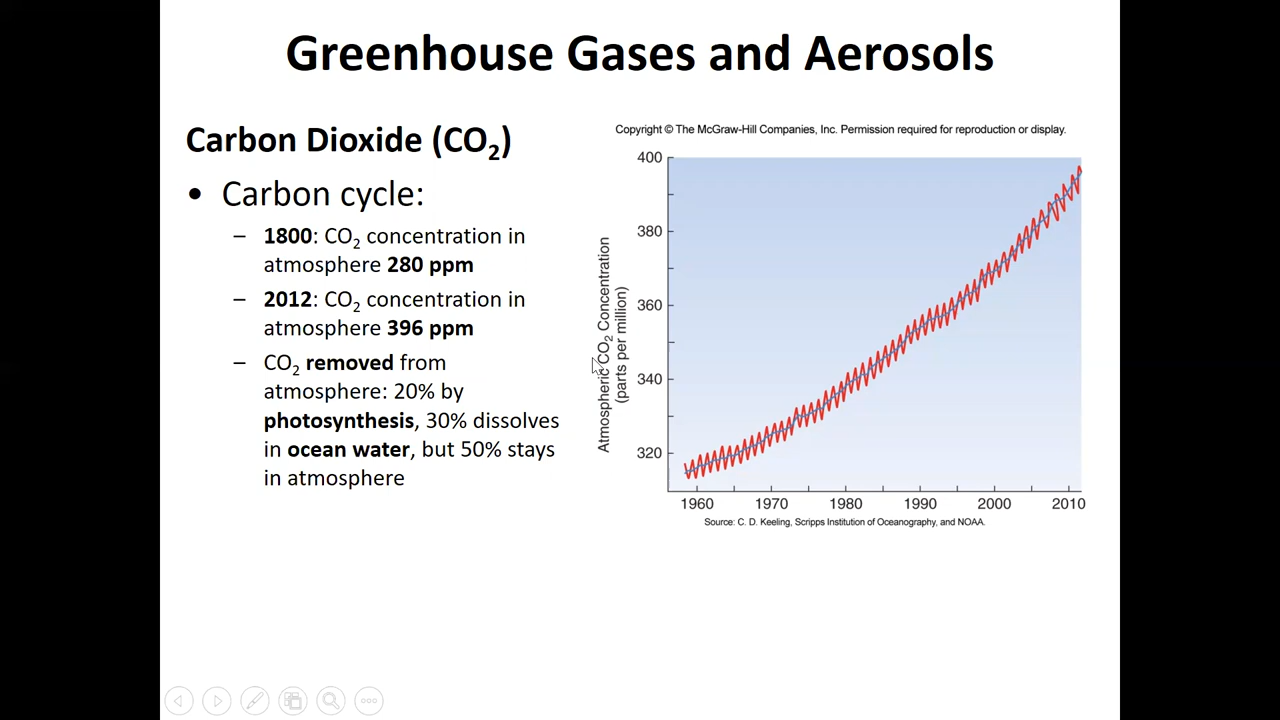 Greenhouse Gases and Aerosols
Carbon Dioxide (CO₂)
• Carbon cycle:
– 1800: CO₂ concentration in
atmosphere 280 ppm
– 2012: CO₂ concentration in
atmosphere 396 ppm
– CO₂ removed from
atmosphere: 20% by
photosynthesis, 30% dissolves
in ocean water, but 50% stays
in atmosphere
Copyright © The McGraw-Hill Companies, Inc. Permission required for reproduction or display.
Atmospheric CO₂ Concentration
(parts per million)
400
380
360
340
320
1960 1970 1980 1990 2000 2010
Source: C. D. Keeling, Scripps Institution of Oceanography, and NOAA.